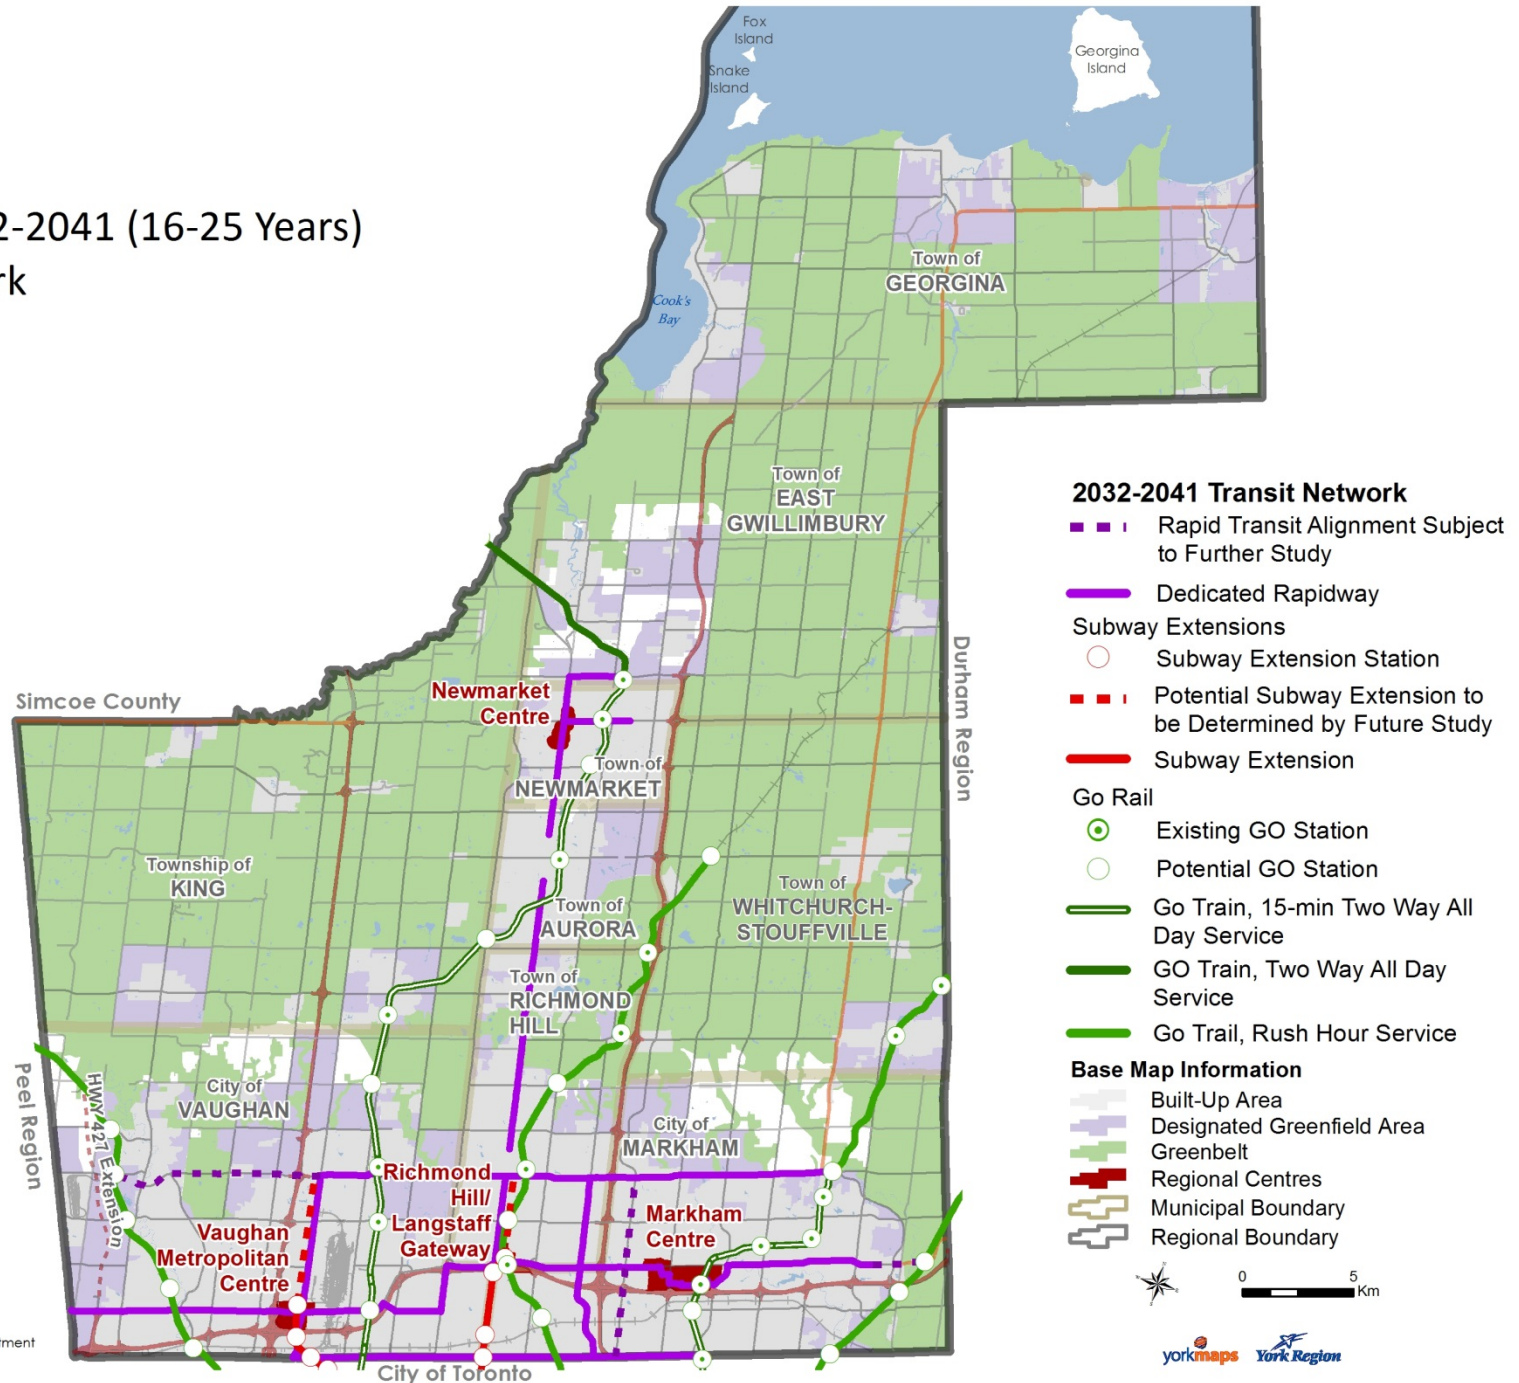 2-2041 (16-25 Years)
rk
Fox
Island
Snake
Island
Georgina
Island
Cook's
Bay
Town of
GEORGINA
Town of
EAST
GWILLIMBURY
Simcoe County
Newmarket
Centre
Town of
NEWMARKET
Durham Region
Township of
KING
Town of
AURORA
Town of
WHITCHURCH-
STOUFFVILLE
Town of
RICHMOND
HILL
Peel Region
HWY 427 Extension
City of
VAUGHAN
City of
MARKHAM
Richmond
Hill/
Langstaff
Gateway
Vaughan
Metropolitan
Centre
Markham
Centre
tment
City of Toronto
2032-2041 Transit Network
Rapid Transit Alignment Subject
to Further Study
Dedicated Rapidway
Subway Extensions
Subway Extension Station
Potential Subway Extension to
be Determined by Future Study
Subway Extension
Go Rail
Existing GO Station
Potential GO Station
Go Train, 15-min Two Way All
Day Service
GO Train, Two Way All Day
Service
Go Trail, Rush Hour Service
Base Map Information
Built-Up Area
Designated Greenfield Area
Greenbelt
Regional Centres
Municipal Boundary
Regional Boundary
0 5
Km
yorkmaps York Region